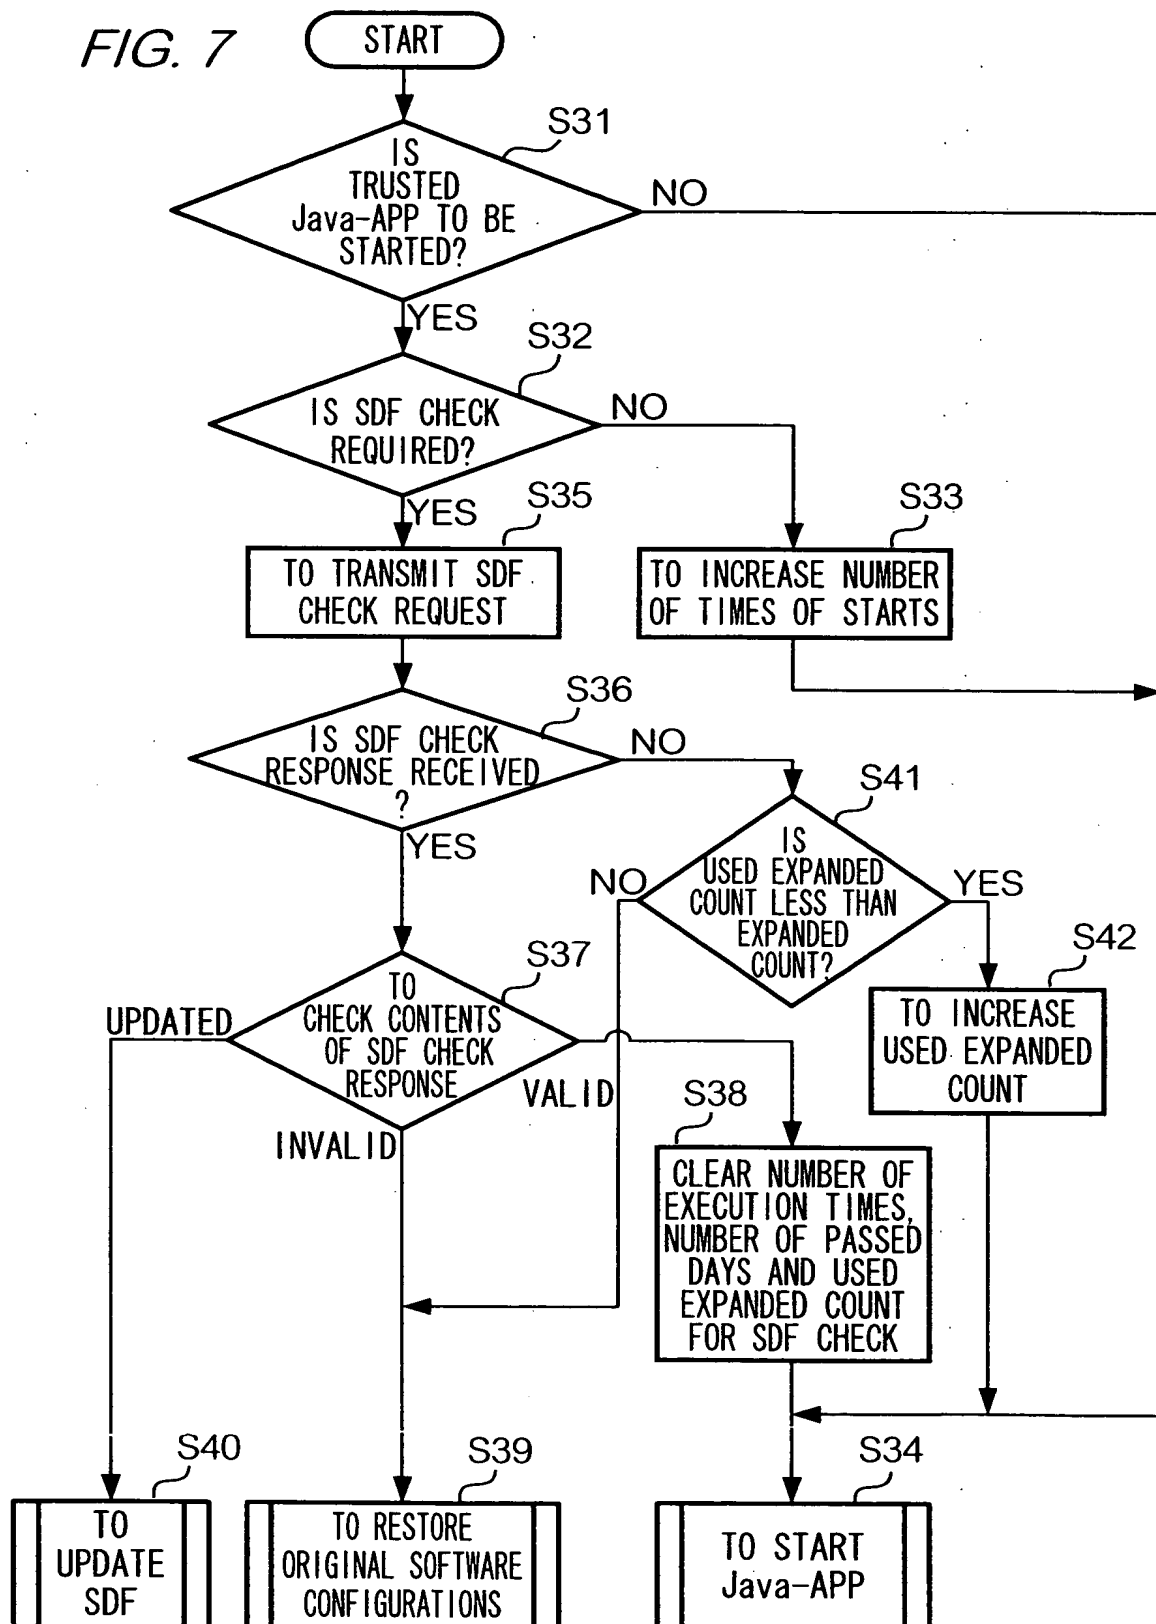 FIG. 7
START
S31
IS
TRUSTED
Java-APP TO BE
STARTED?
NO
YES
S32
IS SDF CHECK
REQUIRED?
NO
YES
S35
TO TRANSMIT SDF
CHECK REQUEST
S33
TO INCREASE NUMBER
OF TIMES OF STARTS
S36
IS SDF CHECK
RESPONSE RECEIVED
?
NO
YES
S41
IS
USED EXPANDED
COUNT LESS THAN
EXPANDED
COUNT?
NO
YES
S42
TO INCREASE
USED EXPANDED
COUNT
S37
TO
CHECK CONTENTS
OF SDF CHECK
RESPONSE
UPDATED
VALID
INVALID
S38
CLEAR NUMBER OF
EXECUTION TIMES,
NUMBER OF PASSED
DAYS AND USED
EXPANDED COUNT
FOR SDF CHECK
S40
TO
UPDATE
SDF
S39
TO RESTORE
ORIGINAL SOFTWARE
CONFIGURATIONS
S34
TO START
Java-APP